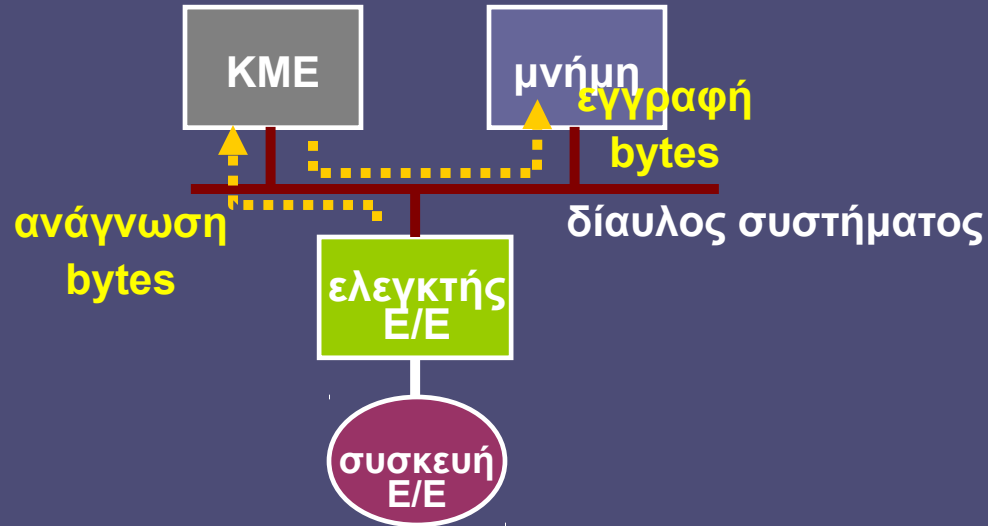 ΚΜΕ
μνήμη
εγγραφή
bytes
ανάγνωση
bytes
δίαυλος συστήματος
ελεγκτής
Ε/Ε
συσκευή
Ε/Ε